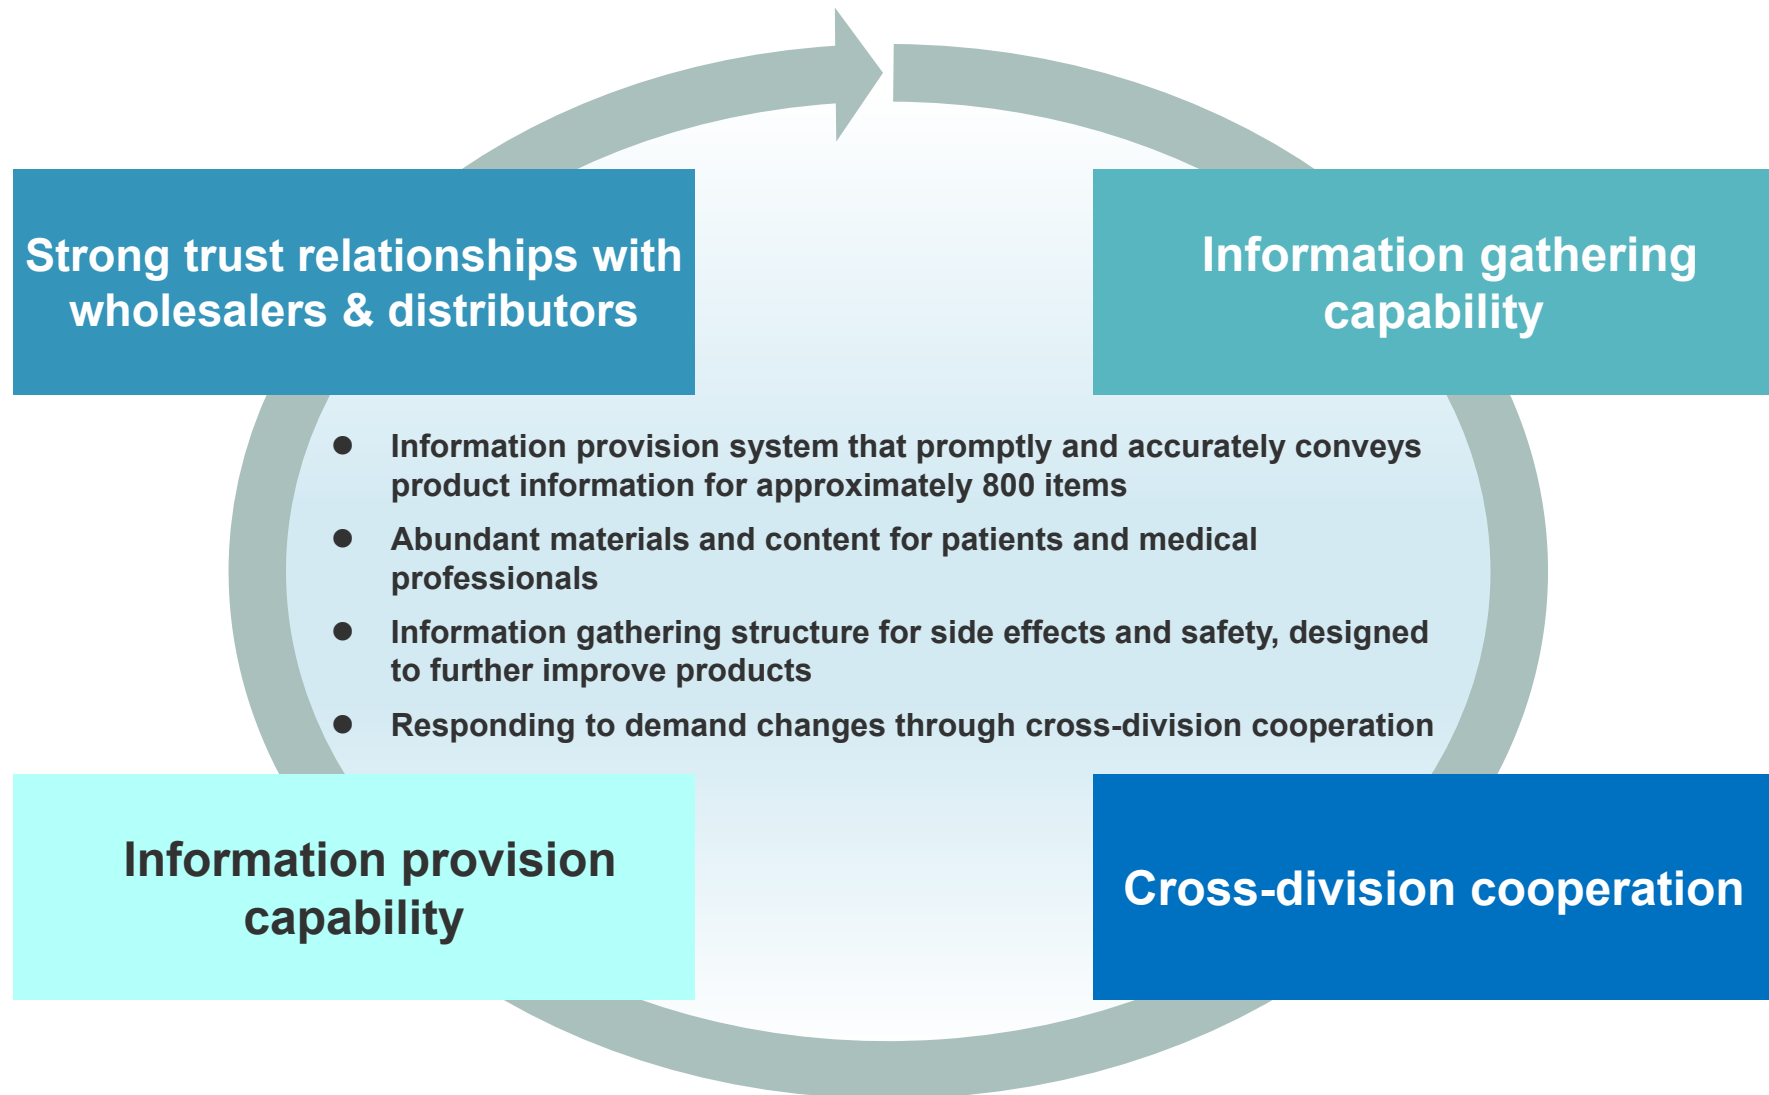 Strong trust relationships with
wholesalers & distributors
Information gathering
capability
● Information provision system that promptly and accurately conveys
product information for approximately 800 items
● Abundant materials and content for patients and medical
professionals
● Information gathering structure for side effects and safety, designed
to further improve products
● Responding to demand changes through cross-division cooperation
Information provision
capability
Cross-division cooperation